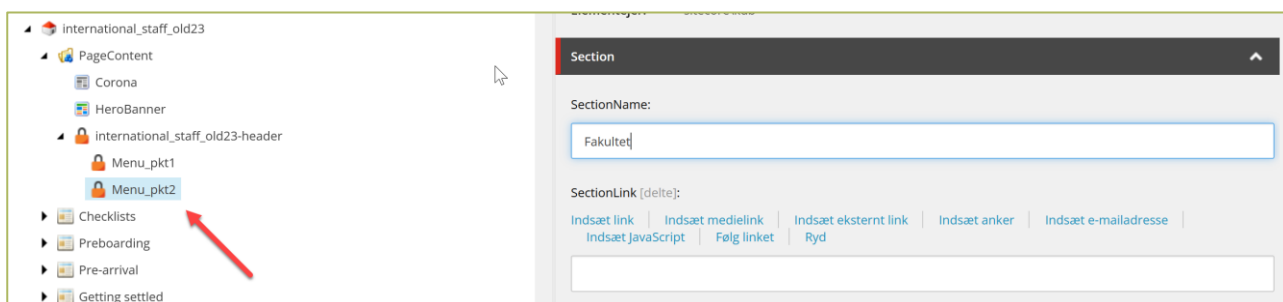 international_staff_old23
PageContent
Corona
HeroBanner
international_staff_old23-header
Menu_pkt1
Menu_pkt2
Checklists
Preboarding
Pre-arrival
Getting settled
Section
SectionName:
Fakultet
SectionLink [delte]:
Indsæt link | Indsæt medielink | Indsæt eksternt link | Indsæt anker | Indsæt e-mailadresse
Indsæt JavaScript | Følg linket | Ryd